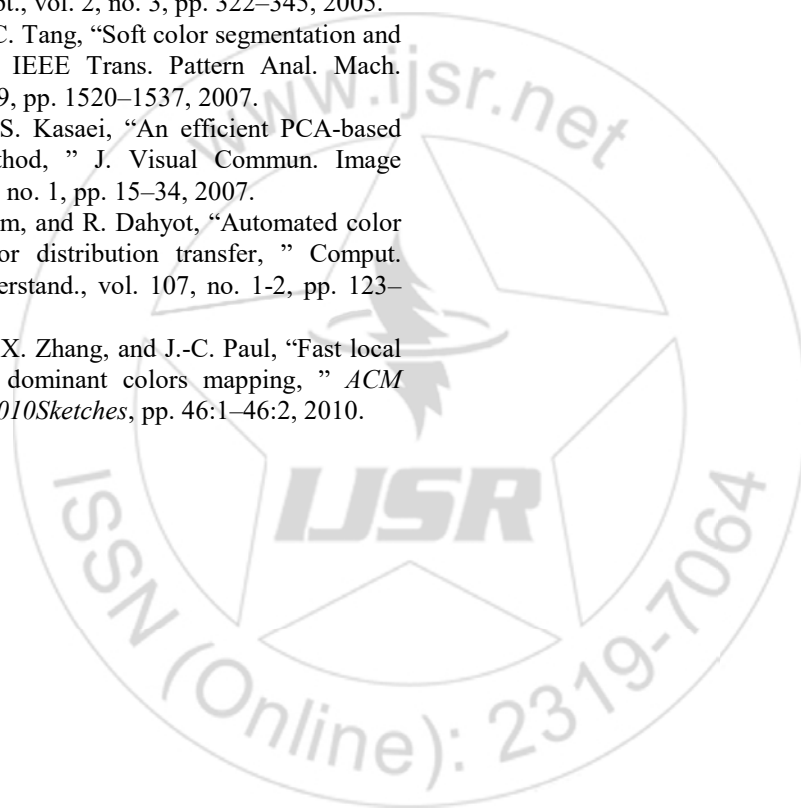 pt., vol. 2, no. 3, pp. 322–345, 2005.
C. Tang, “Soft color segmentation and
IEEE Trans. Pattern Anal. Mach.
9, pp. 1520–1537, 2007.
S. Kasaei, “An efficient PCA-based
thod, ” J. Visual Commun. Image
no. 1, pp. 15–34, 2007.
m, and R. Dahyot, “Automated color
or distribution transfer, ” Comput.
erstand., vol. 107, no. 1-2, pp. 123–
X. Zhang, and J.-C. Paul, “Fast local
dominant colors mapping, ” ACM
010Sketches, pp. 46:1–46:2, 2010.
www.ijsr.net
IJSR
ISSN (Online): 2319-7064